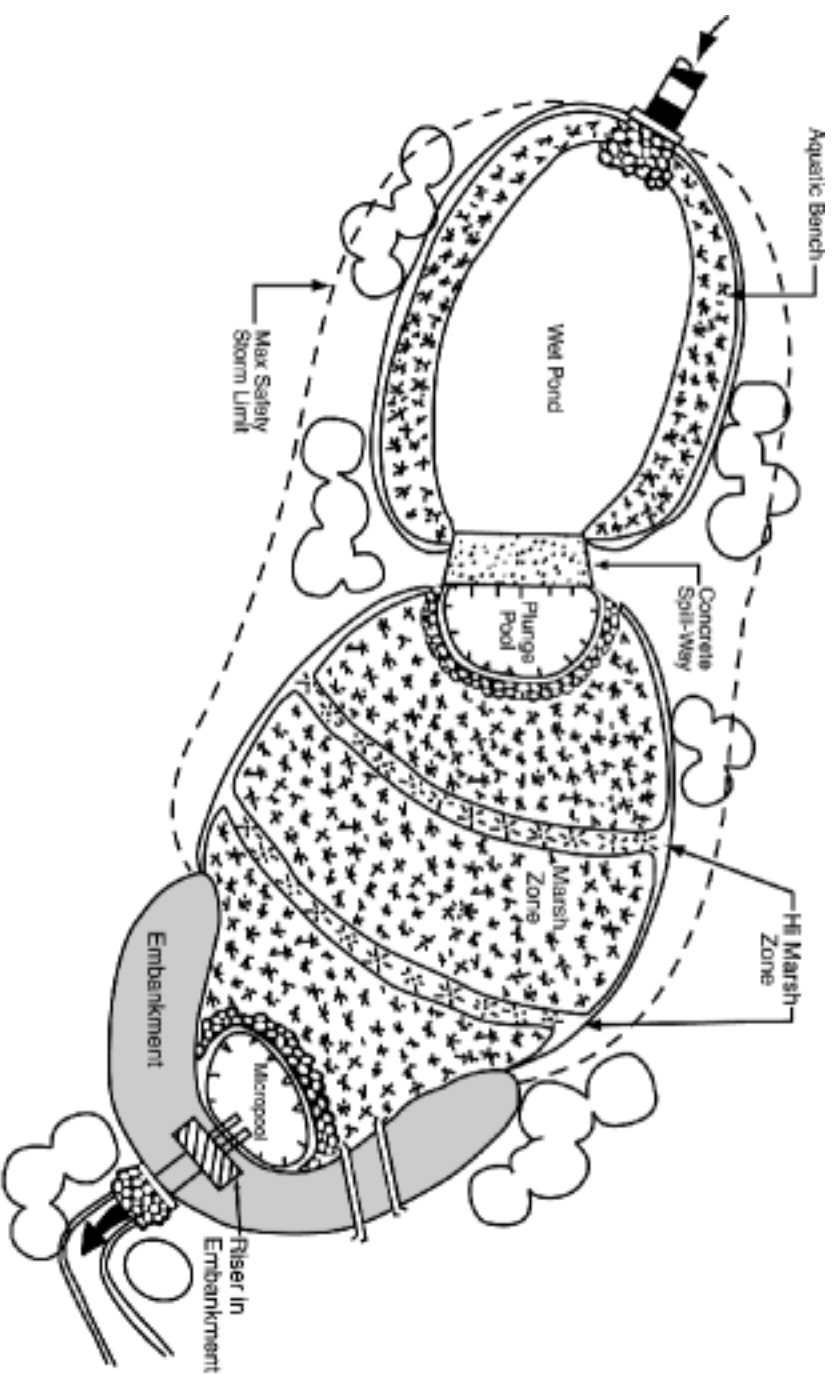 Aquatic Bench
Wet Pond
Max Safety
Storm Limit
Concrete
Spill-Way
Plunge
Pool
Marsh
Zone
Hi Marsh
Zone
Embankment
Micropool
Riser in
Embankment